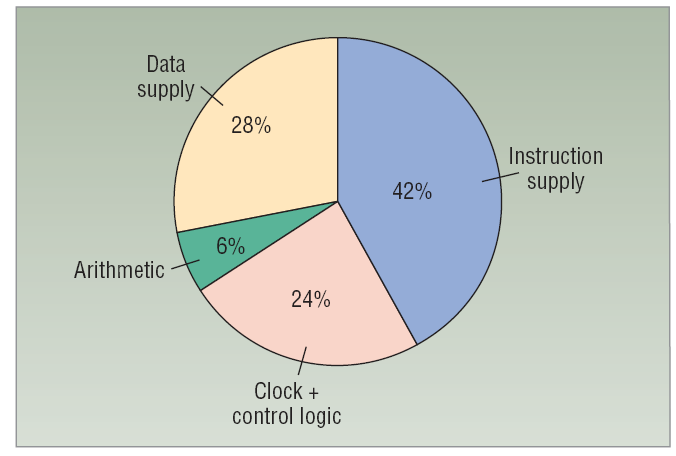 Data
supply
28%
Instruction
supply
42%
6%
Arithmetic
24%
Clock +
control logic